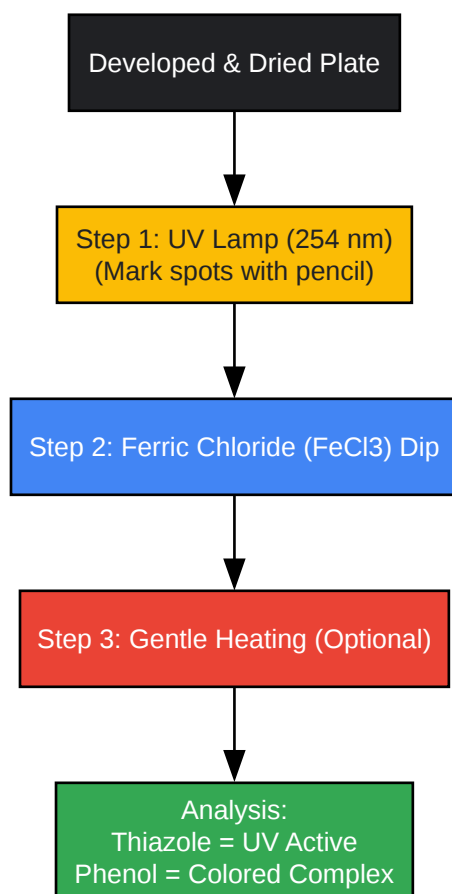 Developed & Dried Plate
Step 1: UV Lamp (254 nm)
(Mark spots with pencil)
Step 2: Ferric Chloride (FeCl3) Dip
Step 3: Gentle Heating (Optional)
Analysis:
Thiazole = UV Active
Phenol = Colored Complex